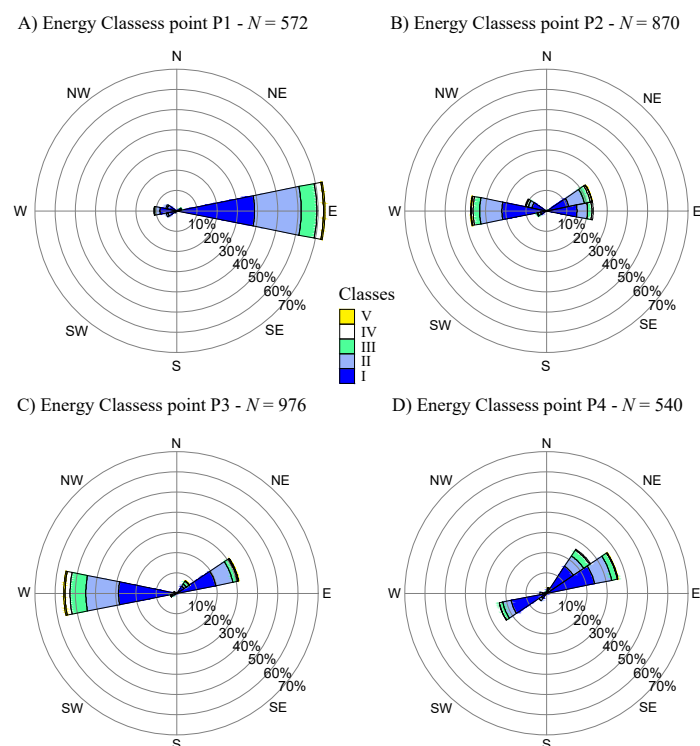 A) Energy Classess point P1 - N = 572
N
NW
NE
W
E
10%
20%
30%
40%
50%
60%
70%
SW
SE
S
B) Energy Classess point P2 - N = 870
N
NW
NE
W
E
10%
20%
30%
40%
50%
60%
70%
SW
SE
S
Classes
V
IV
III
II
I
C) Energy Classess point P3 - N = 976
N
NW
NE
W
E
10%
20%
30%
40%
50%
60%
70%
SW
SE
S
D) Energy Classess point P4 - N = 540
N
NW
NE
W
E
10%
20%
30%
40%
50%
60%
70%
SW
SE
S